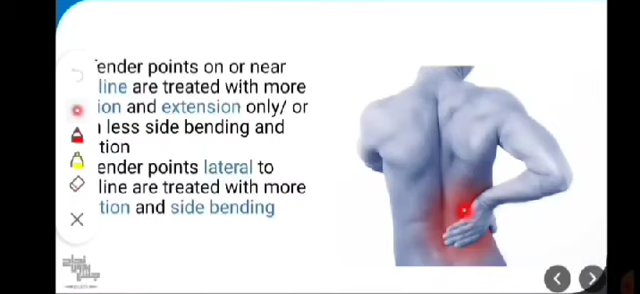 ender points on or near
line are treated with more
ion and extension only/ or
less side bending and
tion
ender points lateral to
line are treated with more
tion and side bending